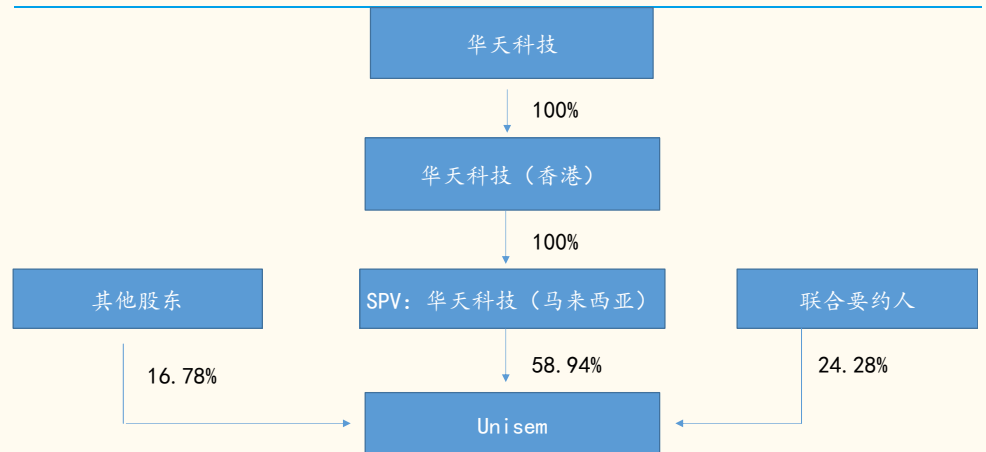 华天科技
100%
华天科技（香港）
100%
其他股东
SPV：华天科技（马来西亚）
联合要约人
16.78%
58.94%
24.28%
Unisem